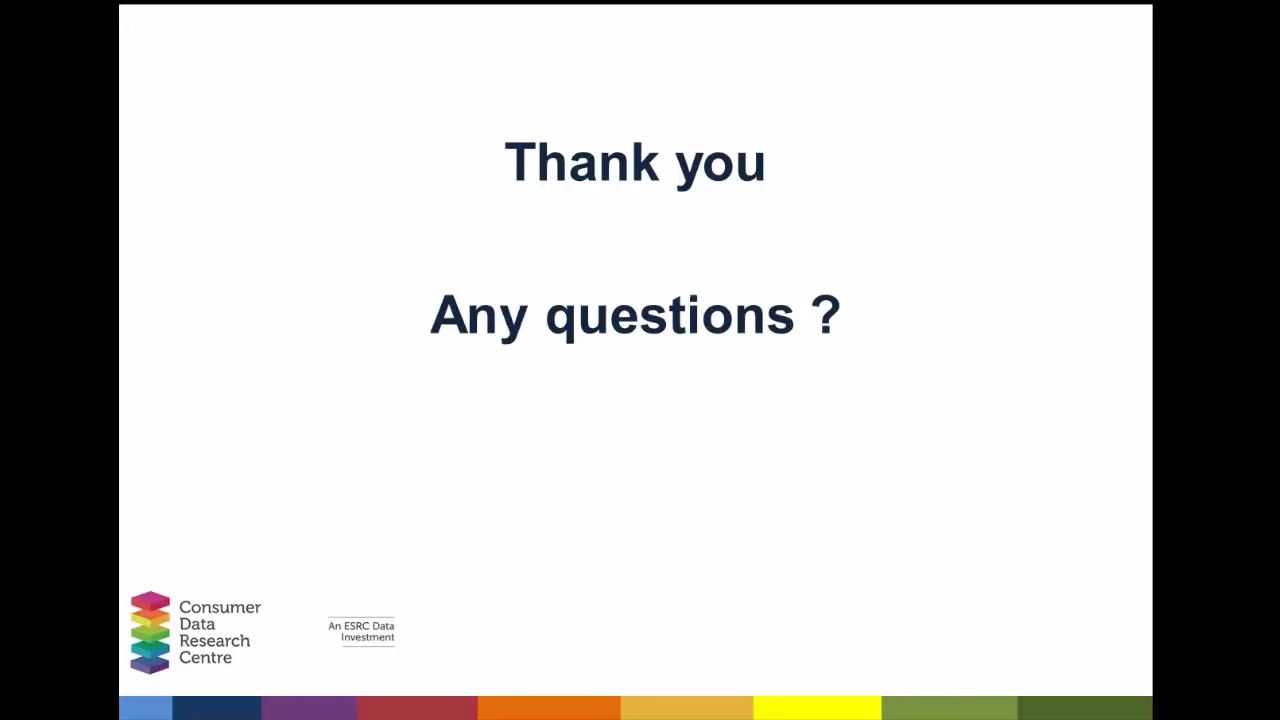 Thank you
Any questions ?
Consumer
Data
Research
Centre
An ESRC Data
Investment